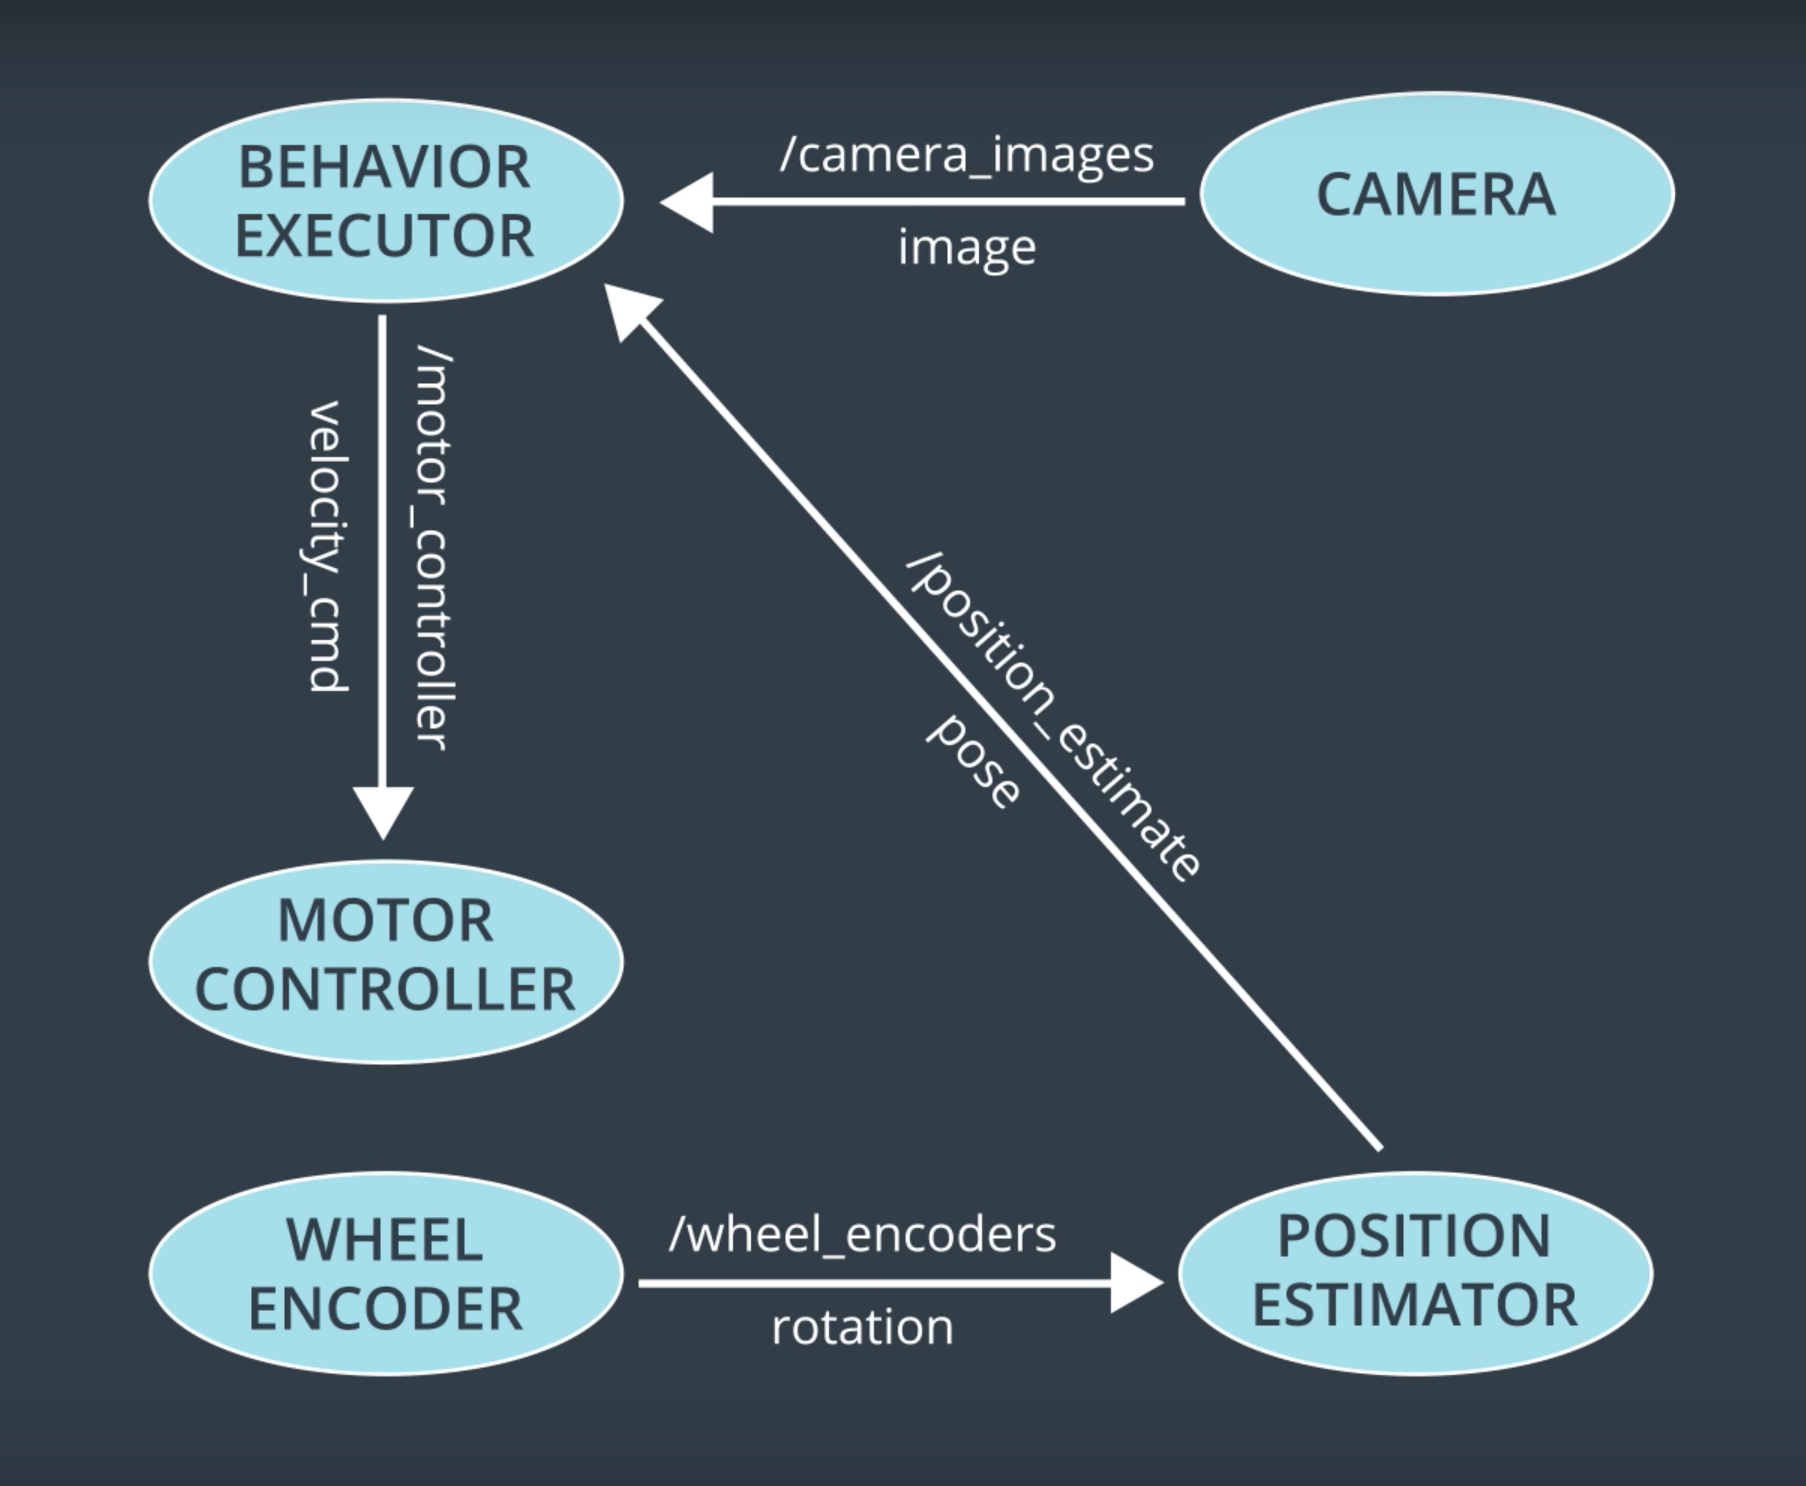 BEHAVIOR
EXECUTOR
/camera_images
image
CAMERA
/motor_controller
velocity_cmd
/position_estimate
pose
MOTOR
CONTROLLER
WHEEL
ENCODER
/wheel_encoders
rotation
POSITION
ESTIMATOR